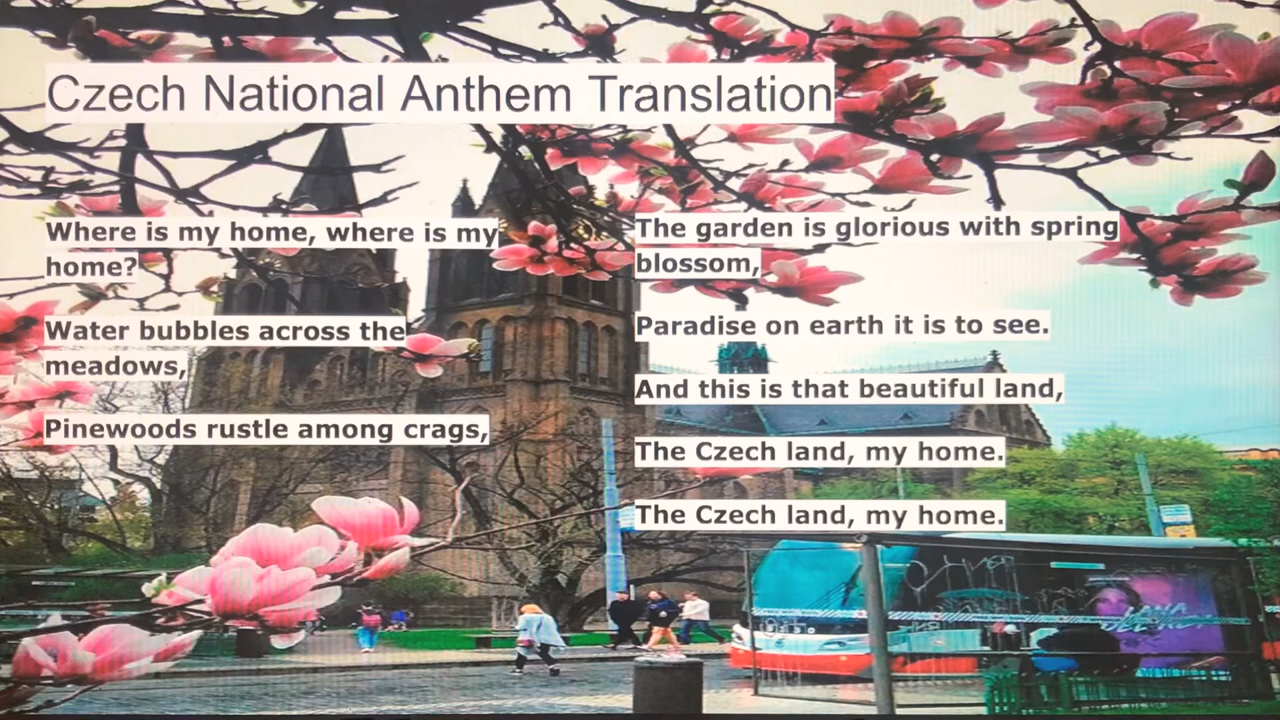 Czech National Anthem Translation
Where is my home, where is my
home?
Water bubbles across the
meadows,
Pinewoods rustle among crags,
The garden is glorious with spring
blossom,
Paradise on earth it is to see.
And this is that beautiful land,
The Czech land, my home.
The Czech land, my home.
LANA